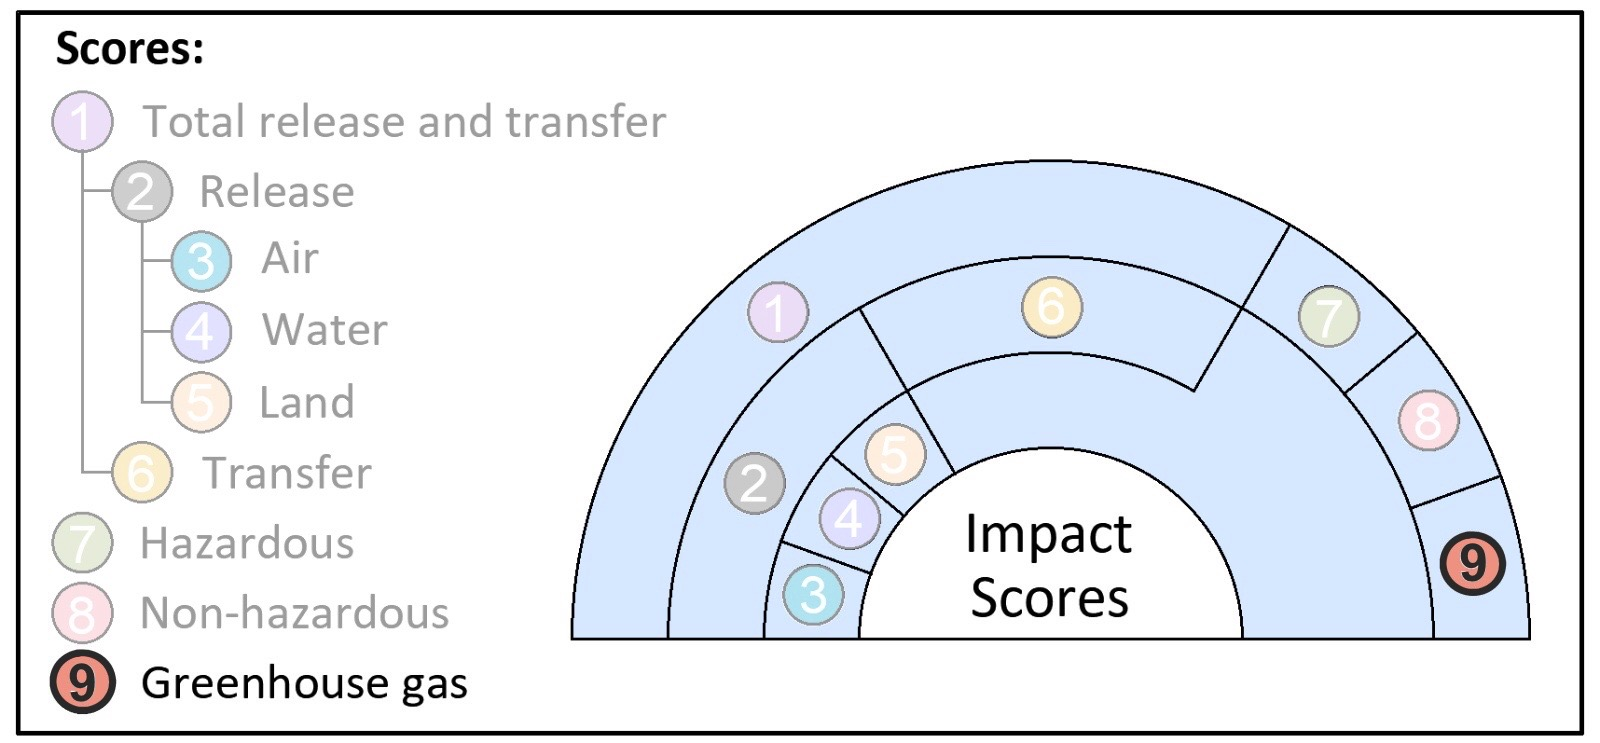 Scores:
1 Total release and transfer
2 Release
3 Air
4 Water
5 Land
6 Transfer
7 Hazardous
8 Non-hazardous
9 Greenhouse gas
1
6
7
8
5
2
4
9
3
Impact
Scores